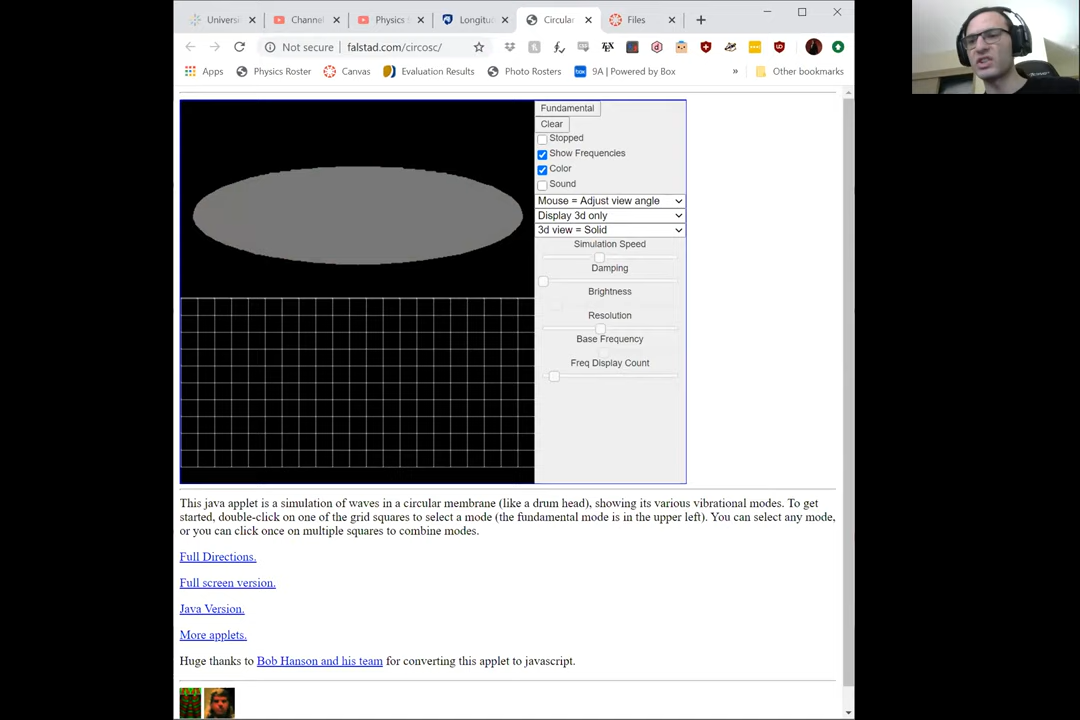 Universi
Channel
Physics a
Longitu
Circular
Files
Not secure
falstad.com/circosc/
Apps
Physics Roster
Canvas
Evaluation Results
Photo Rosters
box
9A | Powered by Box
»
Other bookmarks
Fundamental
Clear
Stopped
Show Frequencies
Color
Sound
Mouse = Adjust view angle
Display 3d only
3d view = Solid
Simulation Speed
Damping
Brightness
Resolution
Base Frequency
Freq Display Count
This java applet is a simulation of waves in a circular membrane (like a drum head), showing its various vibrational modes. To get
started, double-click on one of the grid squares to select a mode (the fundamental mode is in the upper left). You can select any mode,
or you can click once on multiple squares to combine modes.
Full Directions.
Full screen version.
Java Version.
More applets.
Huge thanks to Bob Hanson and his team for converting this applet to javascript.